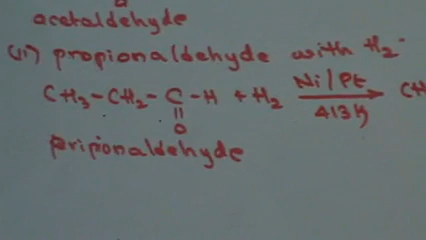 acetaldehyde
(ii) propionaldehyde with H₂.
CH₃-CH₂-C-H + H₂ Ni/Pt
413K
||
O
pripionaldehyde